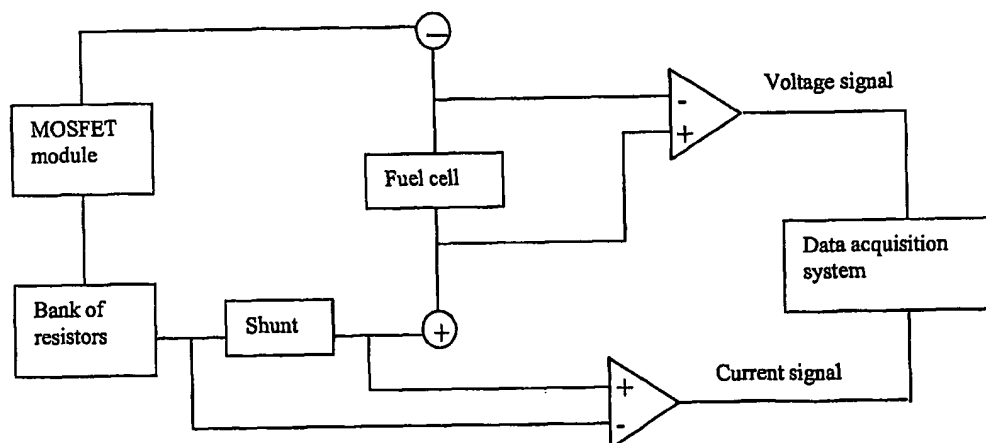 −
Voltage signal
-
+
MOSFET
module
Fuel cell
Data acquisition
system
Bank of
resistors
Shunt
+
Current signal
+
-